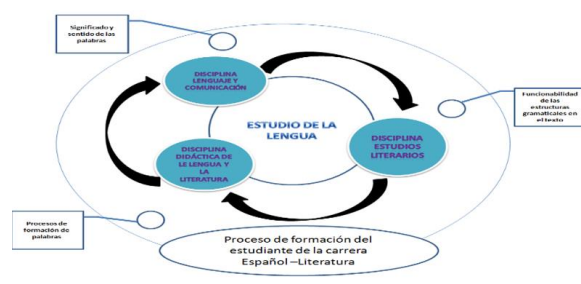 Significado y
sentido de las
palabras
DISCIPLINA
LENGUAJE Y
COMUNICACIÓN
Funcionabilidad
de las
estructuras
gramaticales en
el texto
ESTUDIO DE LA
LENGUA
DISCIPLINA
ESTUDIOS
LITERARIOS
DISCIPLINA
DIDÁCTICA DE
LE LENGUA Y
LA
LITERATURA
Procesos de
formación de
palabras
Proceso de formación del
estudiante de la carrera
Español –Literatura